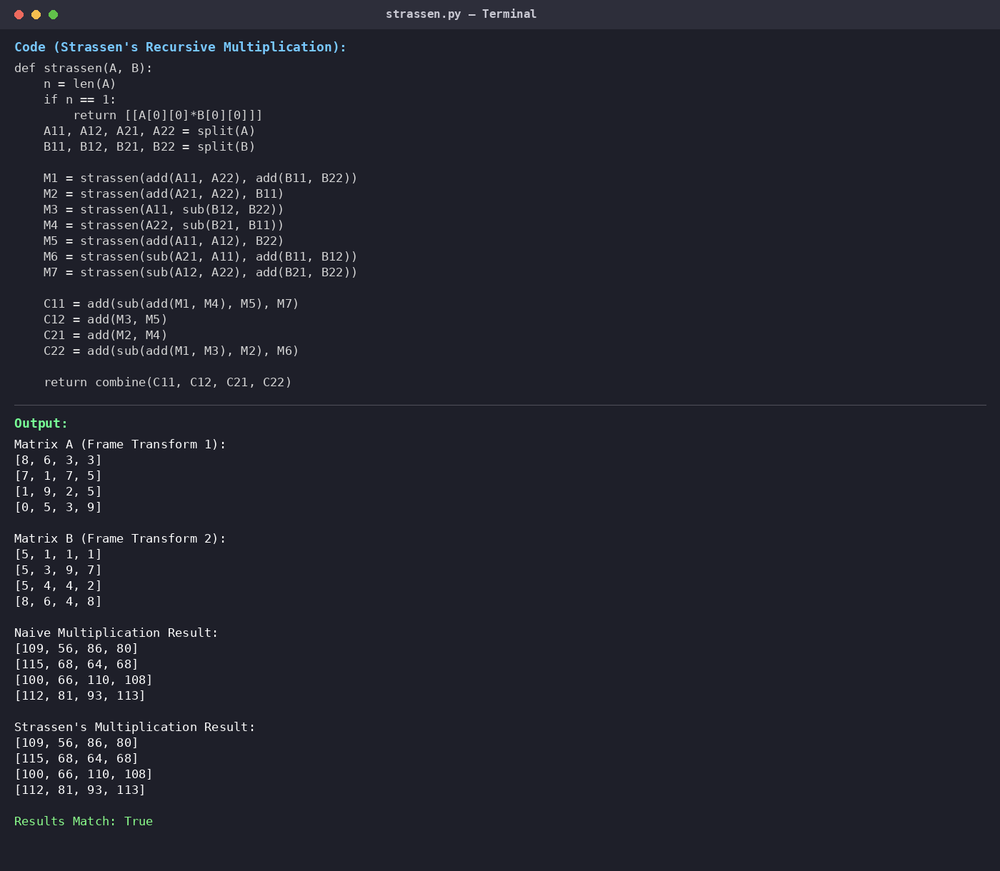 strassen.py — Terminal
Code (Strassen's Recursive Multiplication):
def strassen(A, B):
    n = len(A)
    if n == 1:
        return [[A[0][0]*B[0][0]]]
    A11, A12, A21, A22 = split(A)
    B11, B12, B21, B22 = split(B)

    M1 = strassen(add(A11, A22), add(B11, B22))
    M2 = strassen(add(A21, A22), B11)
    M3 = strassen(A11, sub(B12, B22))
    M4 = strassen(A22, sub(B21, B11))
    M5 = strassen(add(A11, A12), B22)
    M6 = strassen(sub(A21, A11), add(B11, B12))
    M7 = strassen(sub(A12, A22), add(B21, B22))

    C11 = add(sub(add(M1, M4), M5), M7)
    C12 = add(M3, M5)
    C21 = add(M2, M4)
    C22 = add(sub(add(M1, M3), M2), M6)

    return combine(C11, C12, C21, C22)

Output:
Matrix A (Frame Transform 1):
[8, 6, 3, 3]
[7, 1, 7, 5]
[1, 9, 2, 5]
[0, 5, 3, 9]

Matrix B (Frame Transform 2):
[5, 1, 1, 1]
[5, 3, 9, 7]
[5, 4, 4, 2]
[8, 6, 4, 8]

Naive Multiplication Result:
[109, 56, 86, 80]
[115, 68, 64, 68]
[100, 66, 110, 108]
[112, 81, 93, 113]

Strassen's Multiplication Result:
[109, 56, 86, 80]
[115, 68, 64, 68]
[100, 66, 110, 108]
[112, 81, 93, 113]

Results Match: True